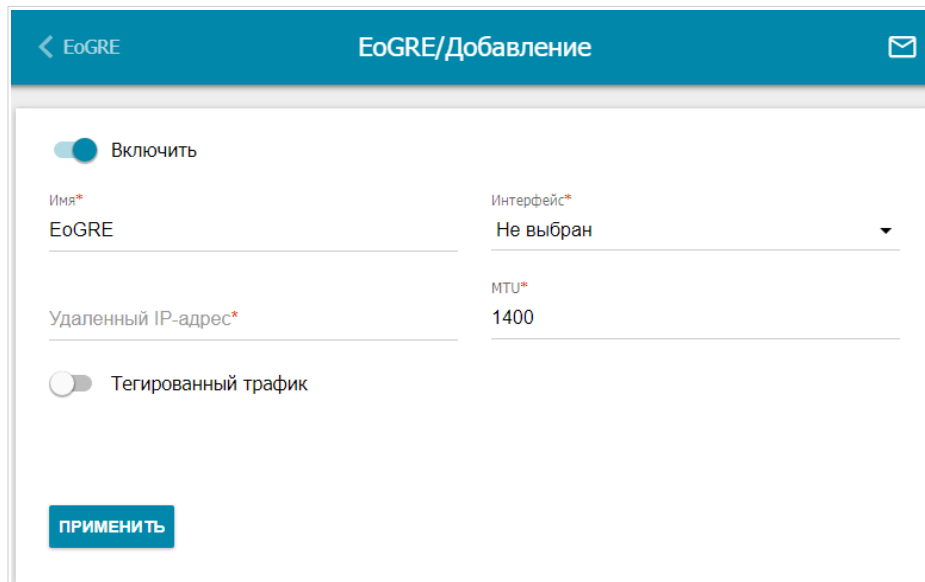 EoGRE
EoGRE/Добавление
Включить
Имя*
Интерфейс*
EoGRE
Не выбран
MTU*
Удаленный IP-адрес*
1400
Тегированный трафик
ПРИМЕНИТЬ